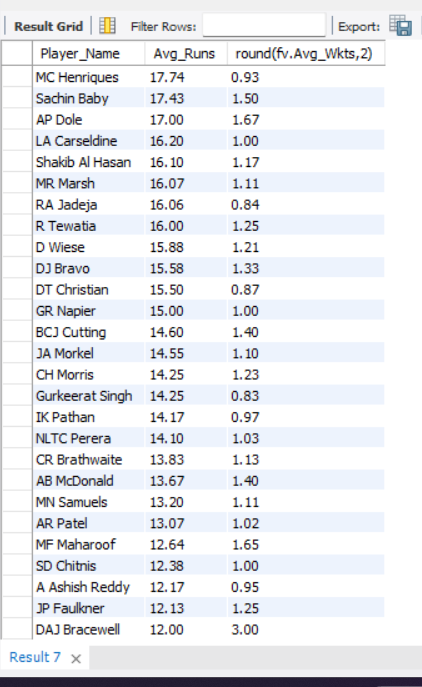 Result Grid Filter Rows: Export:
Player_Name Avg_Runs round(fv.Avg_Wkts,2)
MC Henriques 17.74 0.93
Sachin Baby 17.43 1.50
AP Dole 17.00 1.67
LA Carseldine 16.20 1.00
Shakib Al Hasan 16.10 1.17
MR Marsh 16.07 1.11
RA Jadeja 16.06 0.84
R Tewatia 16.00 1.25
D Wiese 15.88 1.21
DJ Bravo 15.58 1.33
DT Christian 15.50 0.87
GR Napier 15.00 1.00
BCJ Cutting 14.60 1.40
JA Morkel 14.55 1.10
CH Morris 14.25 1.23
Gurkeerat Singh 14.25 0.83
IK Pathan 14.17 0.97
NLTC Perera 14.10 1.03
CR Brathwaite 13.83 1.13
AB McDonald 13.67 1.40
MN Samuels 13.20 1.11
AR Patel 13.07 1.02
MF Maharoof 12.64 1.65
SD Chitnis 12.38 1.00
A Ashish Reddy 12.17 0.95
JP Faulkner 12.13 1.25
DAJ Bracewell 12.00 3.00
Result 7 ×